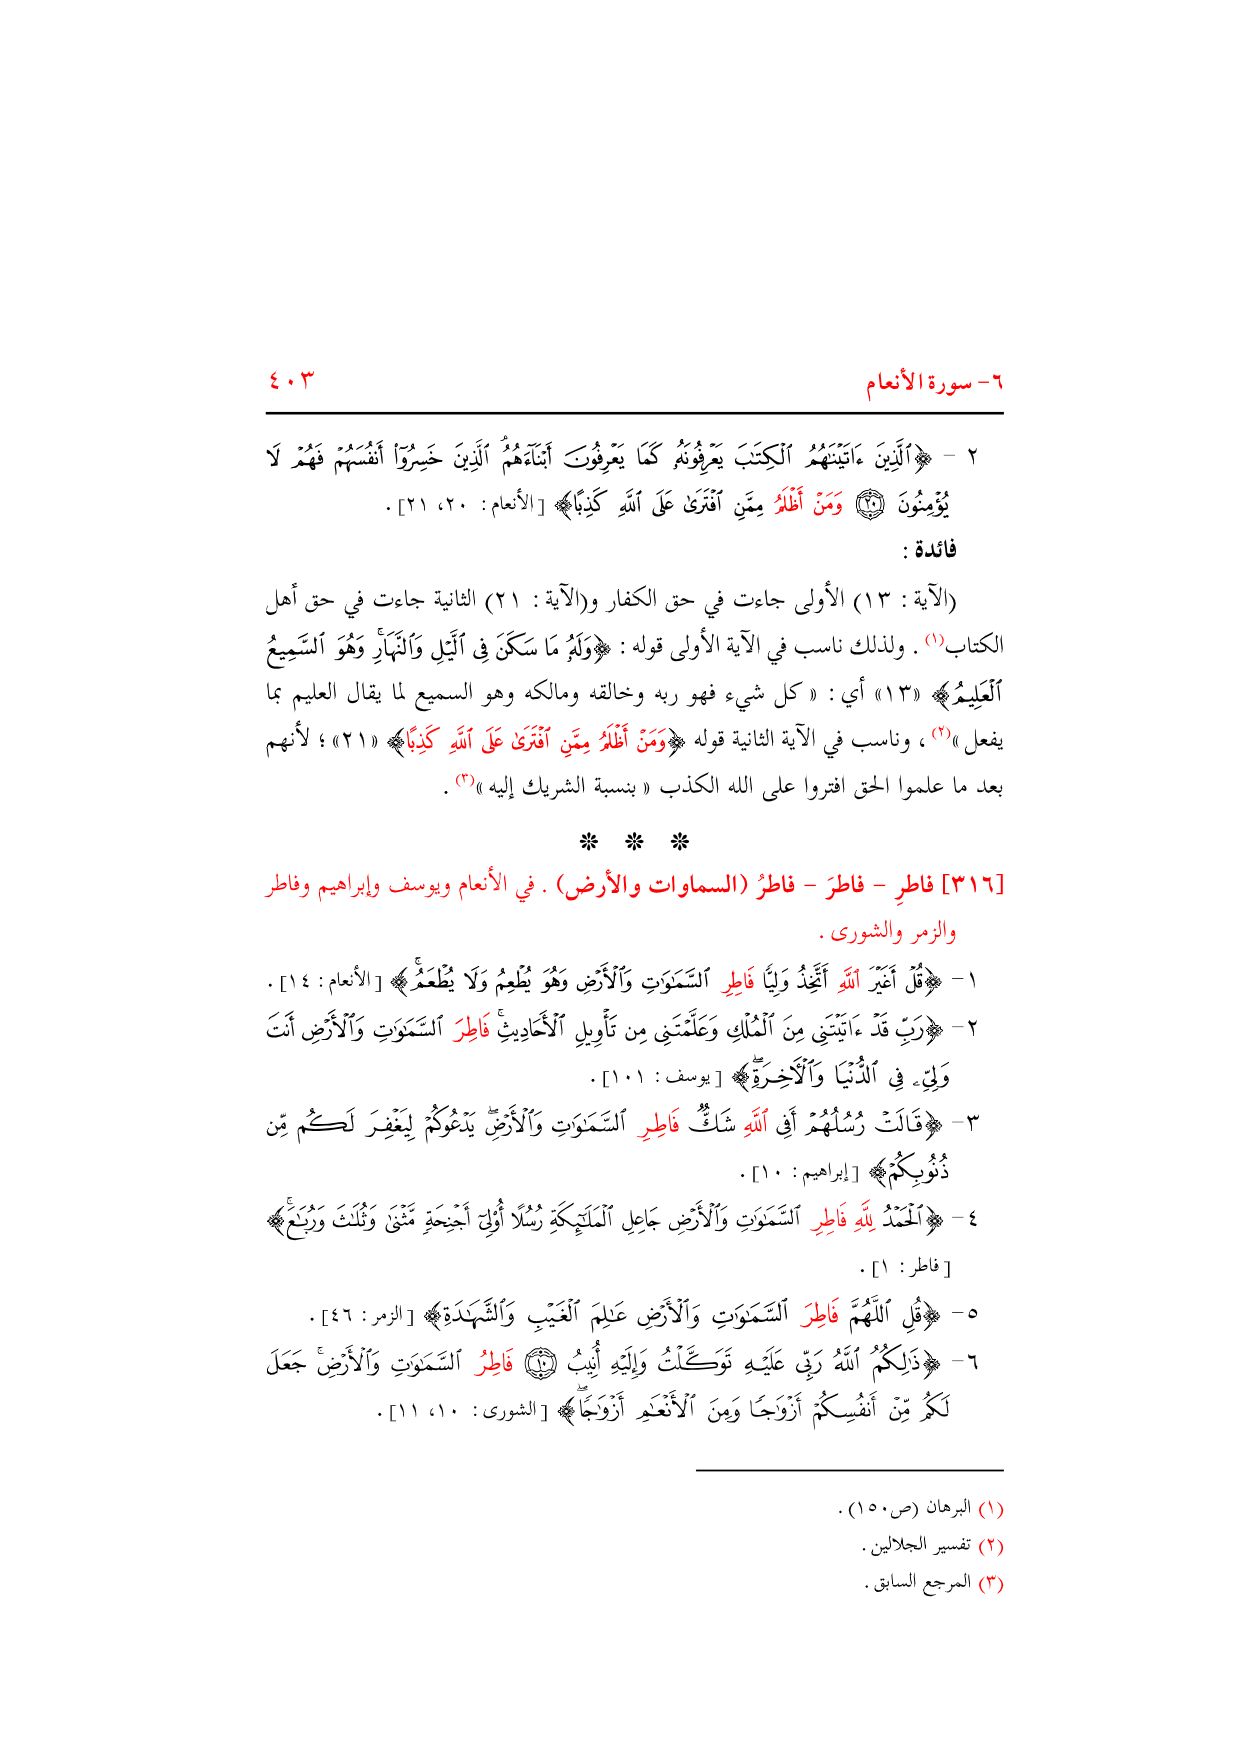 ٦- سورة الأنعام ٤٠٣
٢ - ﴿ٱلَّذِينَ ءَاتَيۡنَٰهُمُ ٱلۡكِتَٰبَ يَعۡرِفُونَهُۥ كَمَا يَعۡرِفُونَ أَبۡنَآءَهُمُۘ ٱلَّذِينَ خَسِرُوٓاْ أَنفُسَهُمۡ فَهُمۡ لَا
يُؤۡمِنُونَ ۝٢٠ وَمَنۡ أَظۡلَمُ مِمَّنِ ٱفۡتَرَىٰ عَلَى ٱللَّهِ كَذِبًا﴾ [الأنعام: ٢٠، ٢١].
فائدة :
(الآية : ١٣) الأولى جاءت في حق الكفار و(الآية : ٢١) الثانية جاءت في حق أهل
الكتاب(١) . ولذلك ناسب في الآية الأولى قوله : ﴿وَلَهُۥ مَا سَكَنَ فِي ٱلَّيۡلِ وَٱلنَّهَارِۚ وَهُوَ ٱلسَّمِيعُ
ٱلۡعَلِيمُ﴾ «١٣» أي : « كل شيء فهو ربه وخالقه ومالكه وهو السميع لما يقال العليم بما
يفعل»(٢) ، وناسب في الآية الثانية قوله ﴿وَمَنۡ أَظۡلَمُ مِمَّنِ ٱفۡتَرَىٰ عَلَى ٱللَّهِ كَذِبًا﴾ «٢١» ؛ لأنهم
بعد ما علموا الحق افتروا على الله الكذب « بنسبة الشريك إليه »(٣) .
[٣١٦] فاطرِ - فاطرَ - فاطرُ (السماوات والأرض) . في الأنعام ويوسف وإبراهيم وفاطر
والزمر والشورى .
١- ﴿قُلۡ أَغَيۡرَ ٱللَّهِ أَتَّخِذُ وَلِيّٗا فَاطِرِ ٱلسَّمَٰوَٰتِ وَٱلۡأَرۡضِ وَهُوَ يُطۡعِمُ وَلَا يُطۡعَمُۚ﴾ [الأنعام: ١٤].
٢- ﴿رَبِّ قَدۡ ءَاتَيۡتَنِي مِنَ ٱلۡمُلۡكِ وَعَلَّمۡتَنِي مِن تَأۡوِيلِ ٱلۡأَحَادِيثِۚ فَاطِرَ ٱلسَّمَٰوَٰتِ وَٱلۡأَرۡضِ أَنتَ
وَلِيِّۦ فِي ٱلدُّنۡيَا وَٱلۡأٓخِرَةِۖ﴾ [يوسف: ١٠١].
٣- ﴿قَالَتۡ رُسُلُهُمۡ أَفِي ٱللَّهِ شَكّٞ فَاطِرِ ٱلسَّمَٰوَٰتِ وَٱلۡأَرۡضِۖ يَدۡعُوكُمۡ لِيَغۡفِرَ لَكُم مِّن
ذُنُوبِكُمۡ﴾ [إبراهيم: ١٠].
٤- ﴿ٱلۡحَمۡدُ لِلَّهِ فَاطِرِ ٱلسَّمَٰوَٰتِ وَٱلۡأَرۡضِ جَاعِلِ ٱلۡمَلَٰٓئِكَةِ رُسُلًا أُوْلِيٓ أَجۡنِحَةٖ مَّثۡنَىٰ وَثُلَٰثَ وَرُبَٰعَۚ﴾
[فاطر: ١].
٥- ﴿قُلِ ٱللَّهُمَّ فَاطِرَ ٱلسَّمَٰوَٰتِ وَٱلۡأَرۡضِ عَٰلِمَ ٱلۡغَيۡبِ وَٱلشَّهَٰدَةِ﴾ [الزمر: ٤٦].
٦- ﴿ذَٰلِكُمُ ٱللَّهُ رَبِّي عَلَيۡهِ تَوَكَّلۡتُ وَإِلَيۡهِ أُنِيبُ ۝١٠ فَاطِرُ ٱلسَّمَٰوَٰتِ وَٱلۡأَرۡضِۚ جَعَلَ
لَكُم مِّنۡ أَنفُسِكُمۡ أَزۡوَٰجٗا وَمِنَ ٱلۡأَنۡعَٰمِ أَزۡوَٰجٗاۖ﴾ [الشورى: ١٠، ١١].
(١) البرهان (ص١٥٠) .
(٢) تفسير الجلالين .
(٣) المرجع السابق .